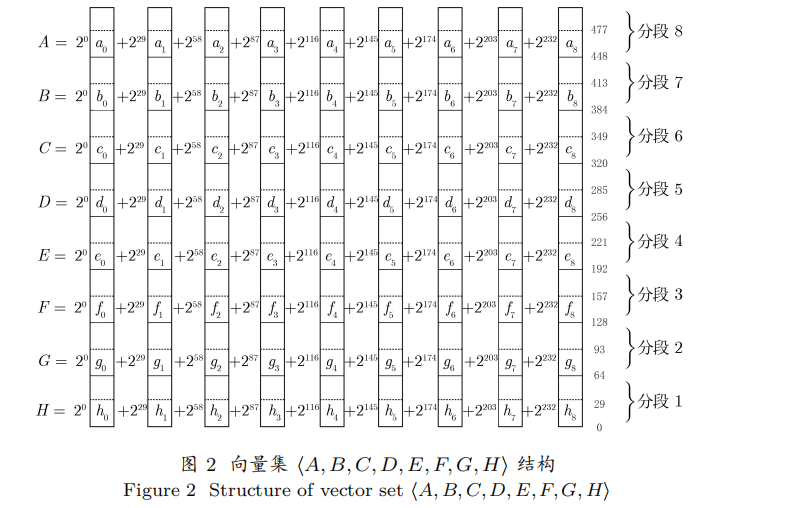 A = 2⁰ a₀ +2²⁹ a₁ +2⁵⁸ a₂ +2⁸⁷ a₃ +2¹¹⁶ a₄ +2¹⁴⁵ a₅ +2¹⁷⁴ a₆ +2²⁰³ a₇ +2²³² a₈ 477 448 分段 8
B = 2⁰ b₀ +2²⁹ b₁ +2⁵⁸ b₂ +2⁸⁷ b₃ +2¹¹⁶ b₄ +2¹⁴⁵ b₅ +2¹⁷⁴ b₆ +2²⁰³ b₇ +2²³² b₈ 413 384 分段 7
C = 2⁰ c₀ +2²⁹ c₁ +2⁵⁸ c₂ +2⁸⁷ c₃ +2¹¹⁶ c₄ +2¹⁴⁵ c₅ +2¹⁷⁴ c₆ +2²⁰³ c₇ +2²³² c₈ 349 320 分段 6
D = 2⁰ d₀ +2²⁹ d₁ +2⁵⁸ d₂ +2⁸⁷ d₃ +2¹¹⁶ d₄ +2¹⁴⁵ d₅ +2¹⁷⁴ d₆ +2²⁰³ d₇ +2²³² d₈ 285 256 分段 5
E = 2⁰ e₀ +2²⁹ e₁ +2⁵⁸ e₂ +2⁸⁷ e₃ +2¹¹⁶ e₄ +2¹⁴⁵ e₅ +2¹⁷⁴ e₆ +2²⁰³ e₇ +2²³² e₈ 221 192 分段 4
F = 2⁰ f₀ +2²⁹ f₁ +2⁵⁸ f₂ +2⁸⁷ f₃ +2¹¹⁶ f₄ +2¹⁴⁵ f₅ +2¹⁷⁴ f₆ +2²⁰³ f₇ +2²³² f₈ 157 128 分段 3
G = 2⁰ g₀ +2²⁹ g₁ +2⁵⁸ g₂ +2⁸⁷ g₃ +2¹¹⁶ g₄ +2¹⁴⁵ g₅ +2¹⁷⁴ g₆ +2²⁰³ g₇ +2²³² g₈ 93 64 分段 2
H = 2⁰ h₀ +2²⁹ h₁ +2⁵⁸ h₂ +2⁸⁷ h₃ +2¹¹⁶ h₄ +2¹⁴⁵ h₅ +2¹⁷⁴ h₆ +2²⁰³ h₇ +2²³² h₈ 29 0 分段 1
图 2 向量集 ⟨A, B, C, D, E, F, G, H⟩ 结构
Figure 2 Structure of vector set ⟨A, B, C, D, E, F, G, H⟩